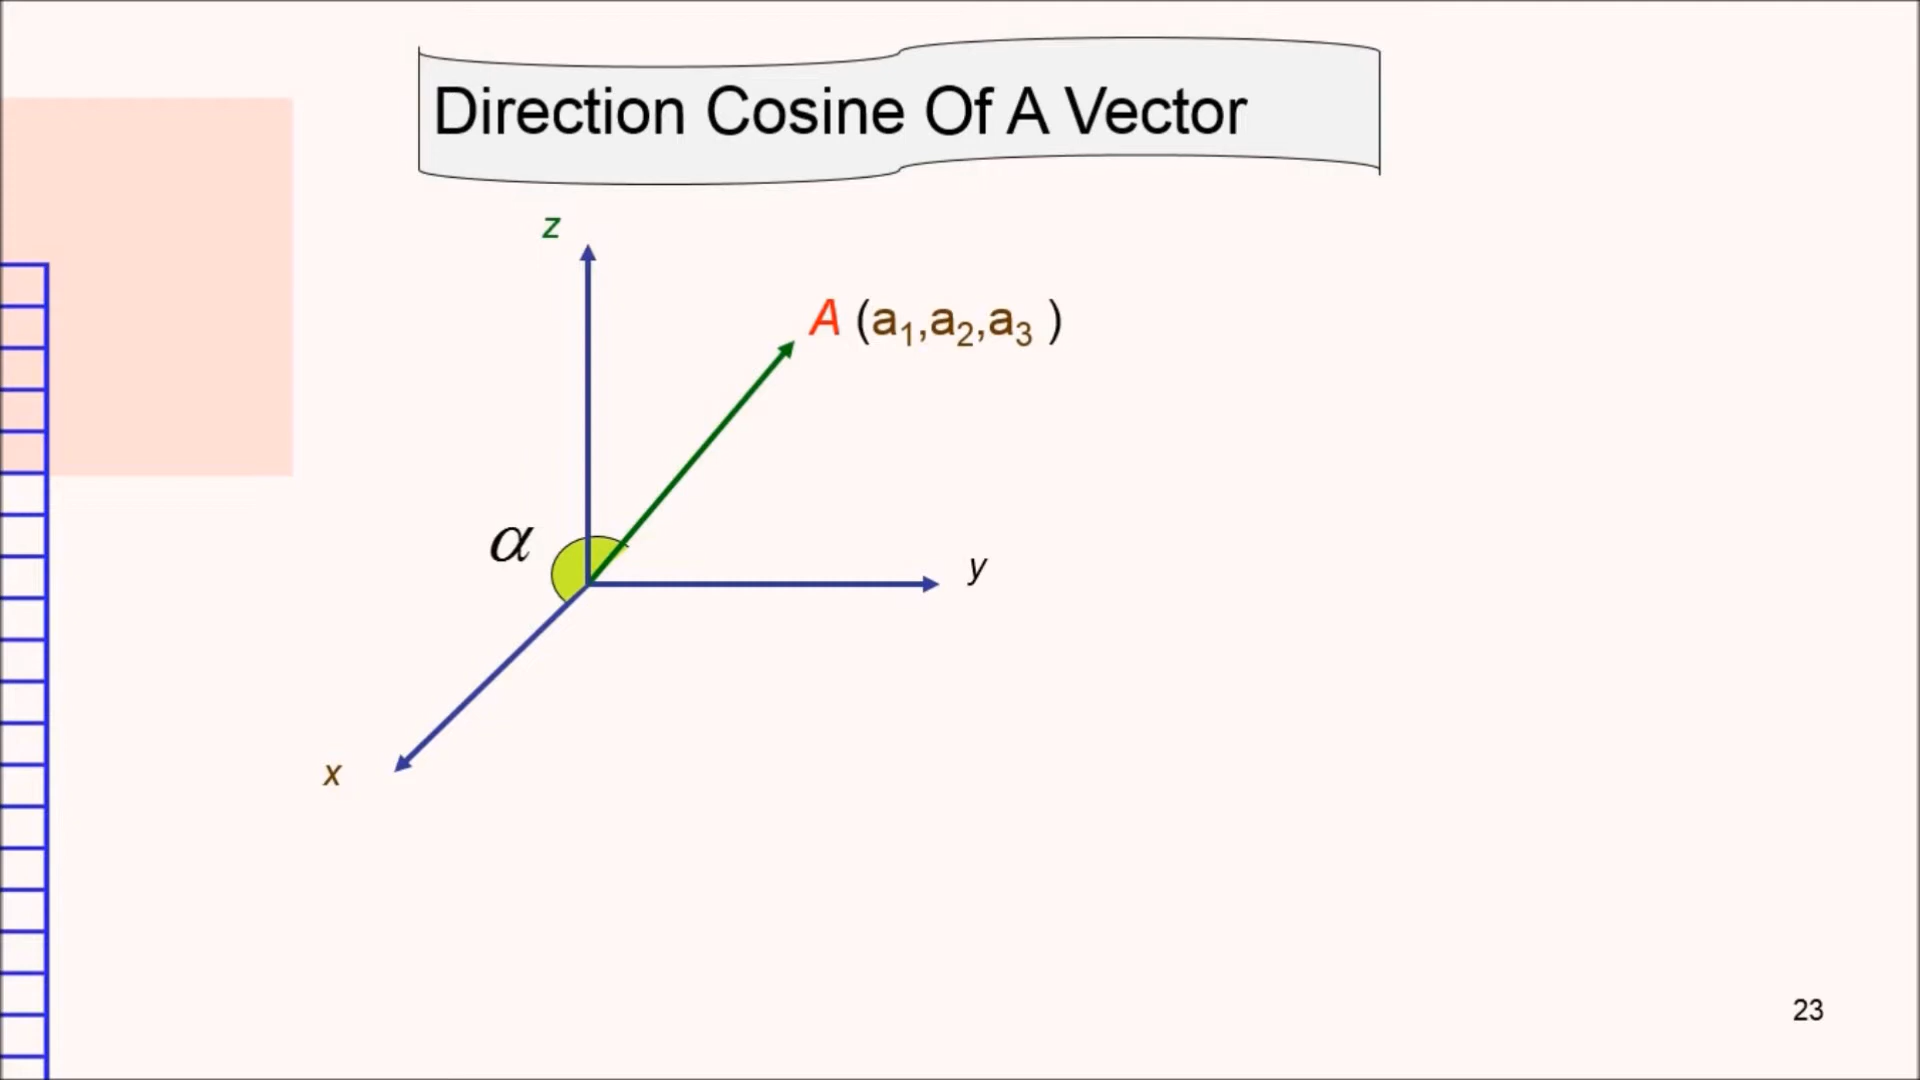 Direction Cosine Of A Vector
z
A (a₁,a₂,a₃ )
α
y
x
23